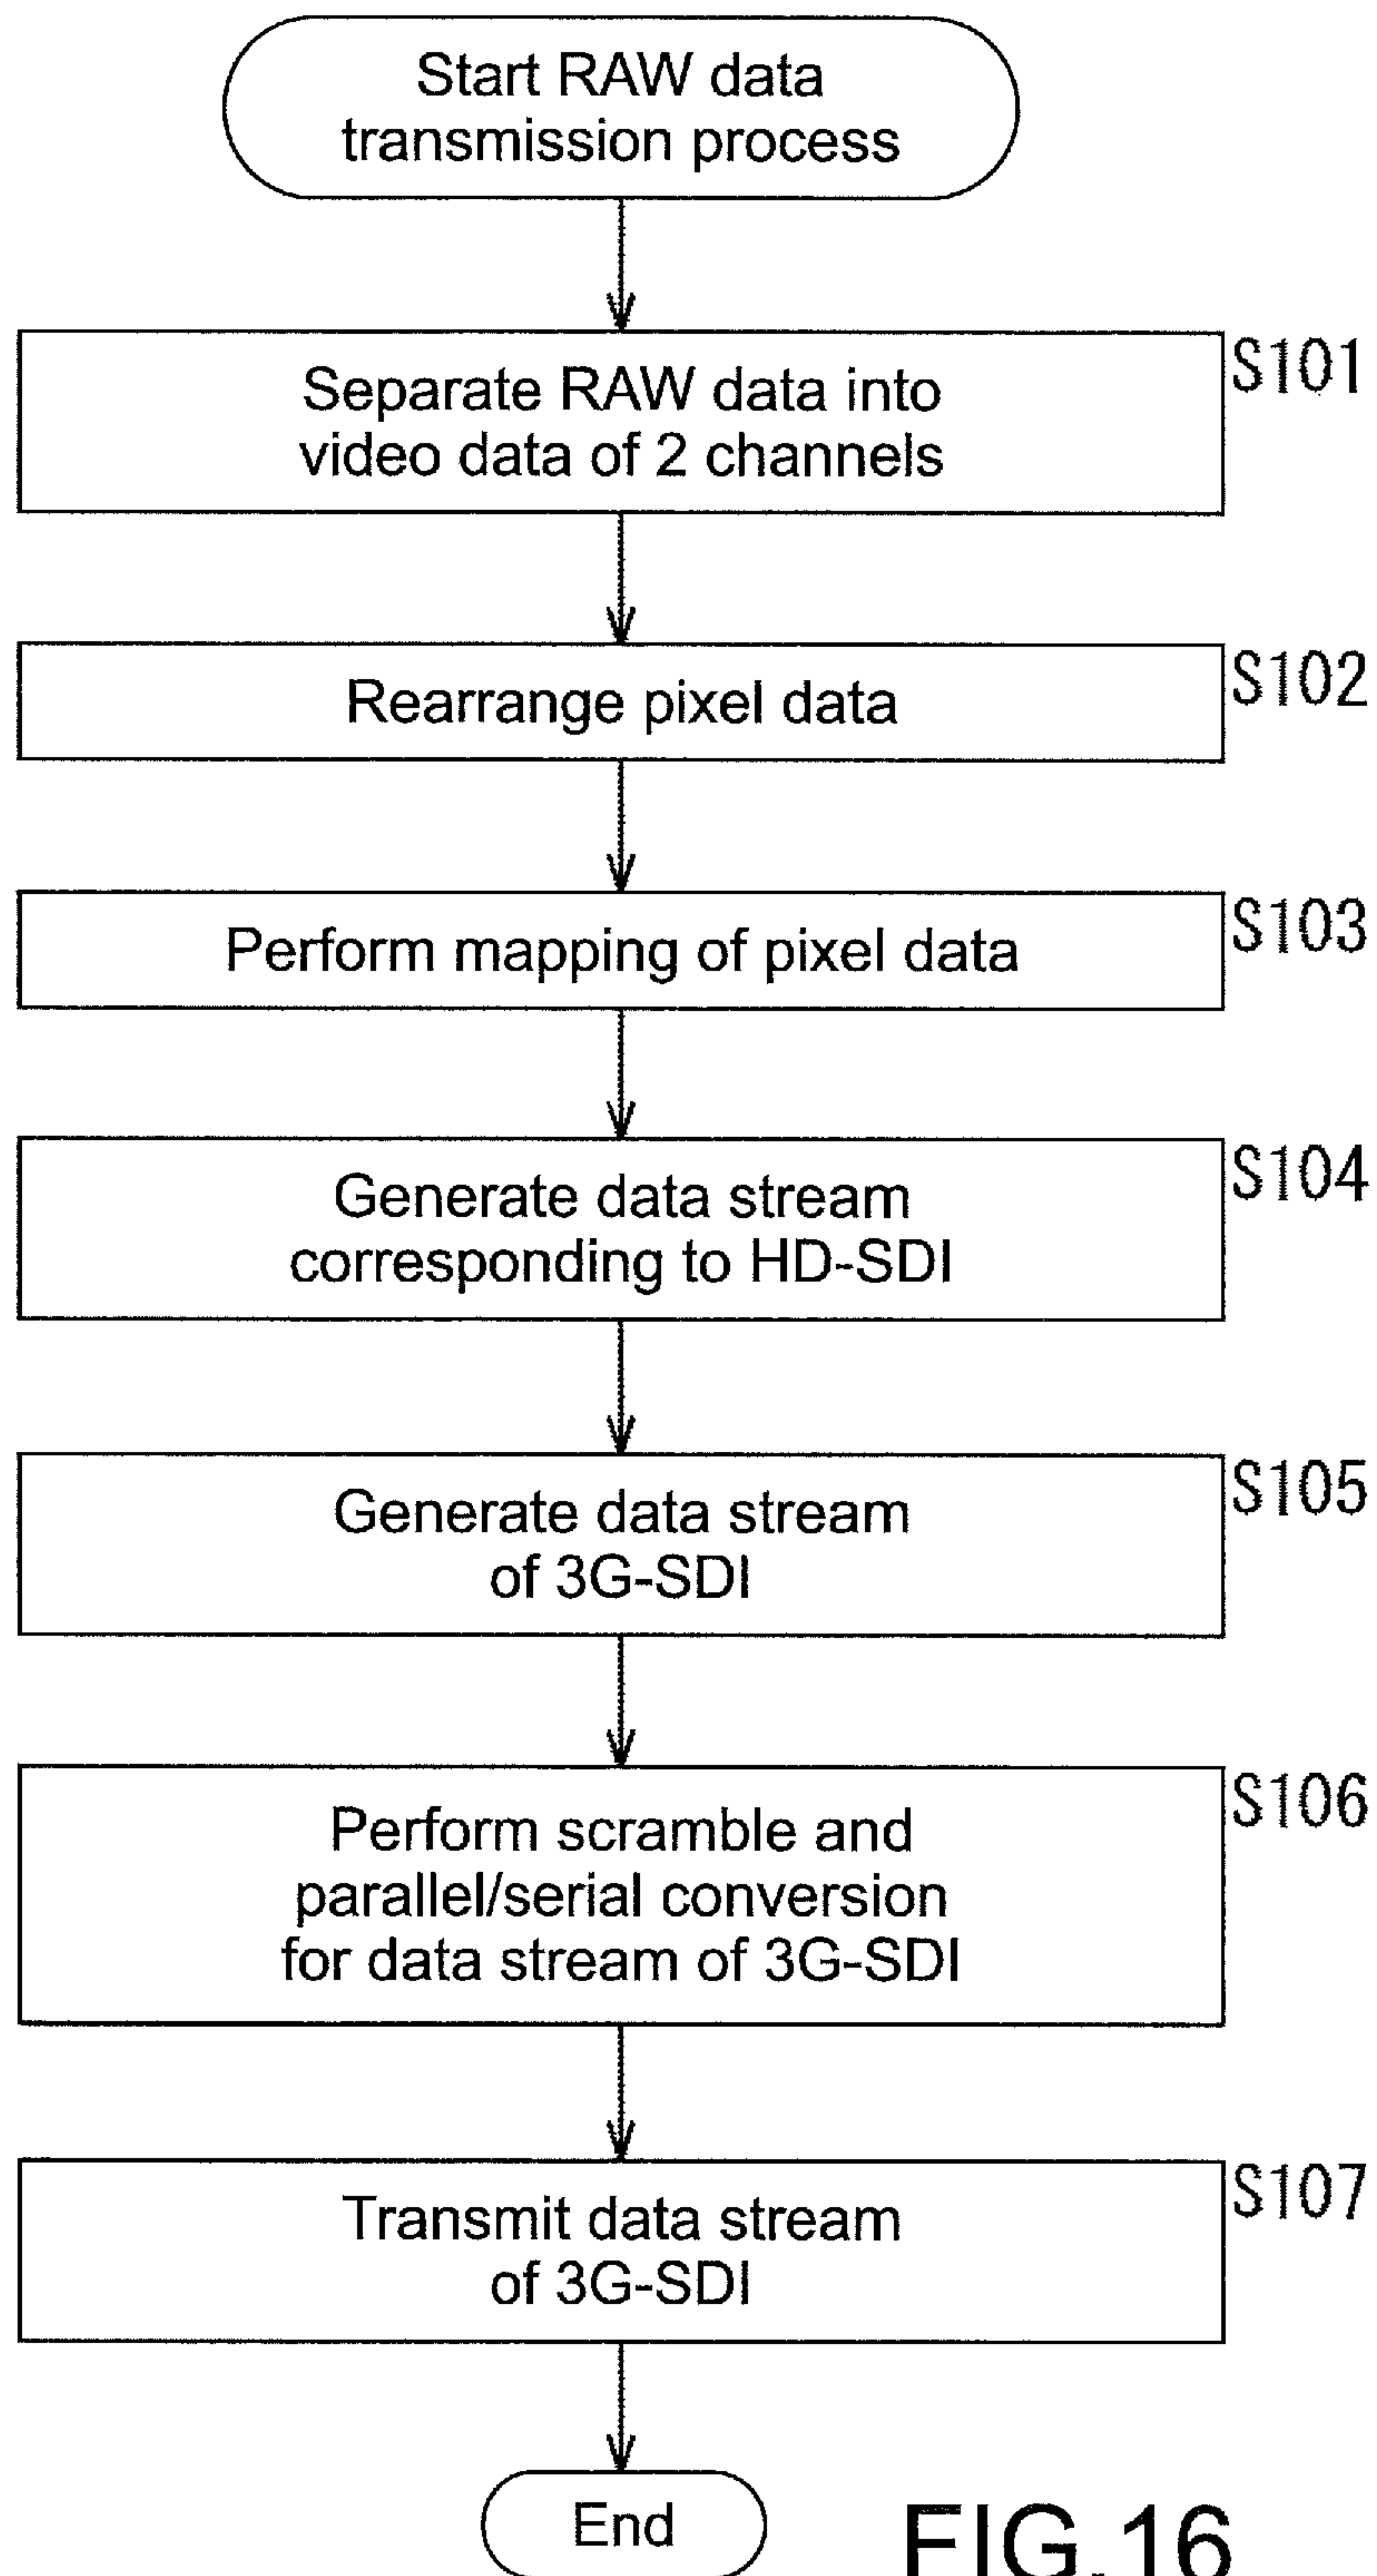 Start RAW data
transmission process
S101
Separate RAW data into
video data of 2 channels
S102
Rearrange pixel data
S103
Perform mapping of pixel data
S104
Generate data stream
corresponding to HD-SDI
S105
Generate data stream
of 3G-SDI
S106
Perform scramble and
parallel/serial conversion
for data stream of 3G-SDI
S107
Transmit data stream
of 3G-SDI
End
FIG.16